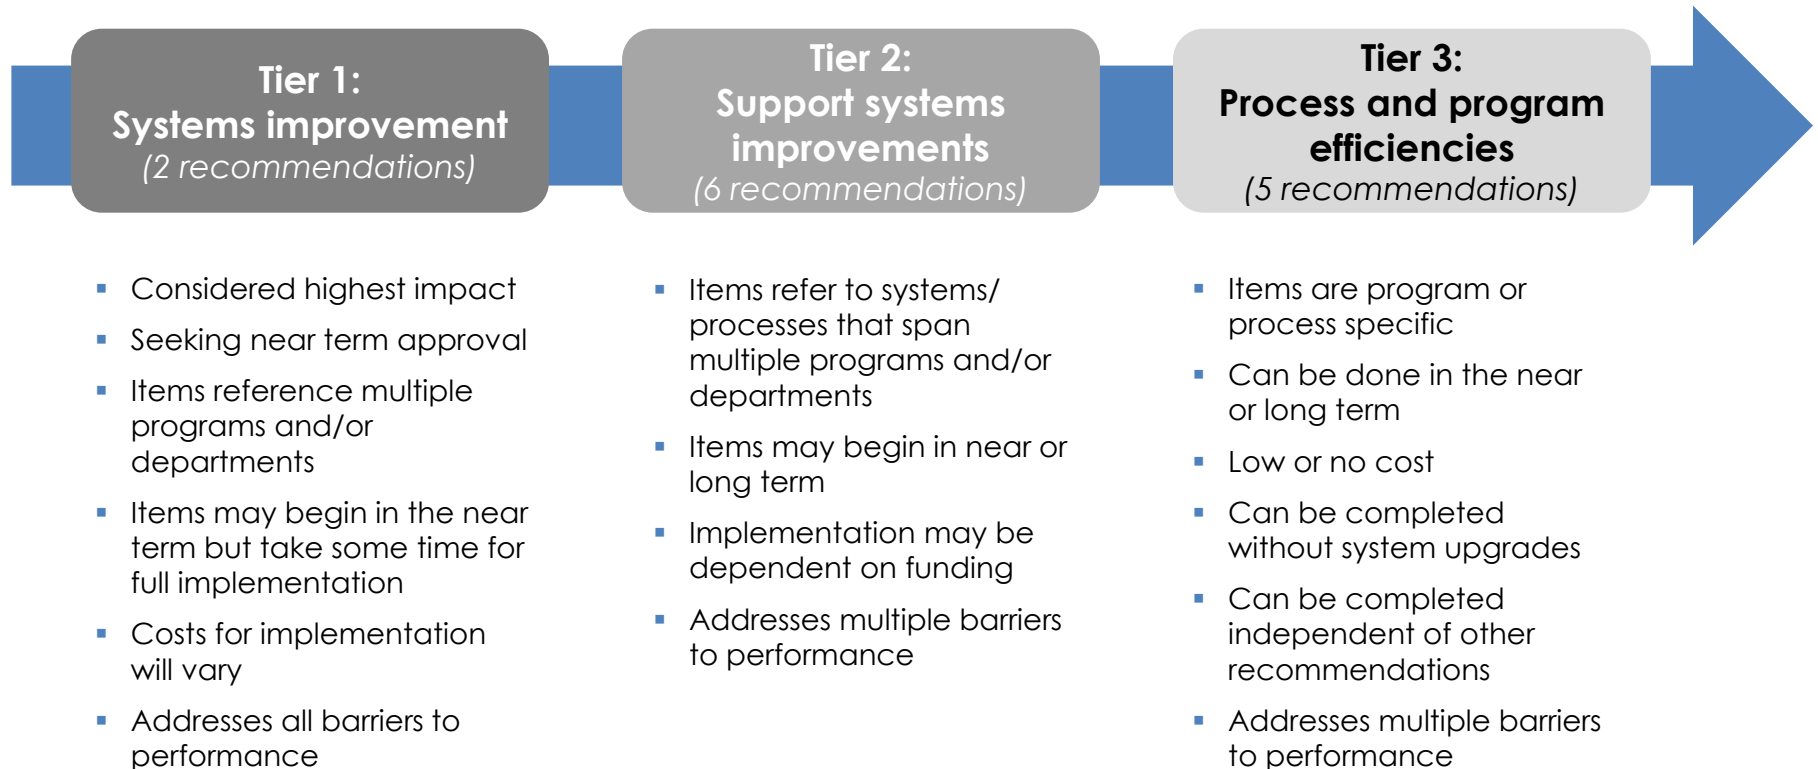 Tier 1:
Systems improvement
(2 recommendations)
Tier 2:
Support systems
improvements
(6 recommendations)
Tier 3:
Process and program
efficiencies
(5 recommendations)
▪ Considered highest impact
▪ Seeking near term approval
▪ Items reference multiple
programs and/or
departments
▪ Items may begin in the near
term but take some time for
full implementation
▪ Costs for implementation
will vary
▪ Addresses all barriers to
performance
▪ Items refer to systems/
processes that span
multiple programs and/or
departments
▪ Items may begin in near or
long term
▪ Implementation may be
dependent on funding
▪ Addresses multiple barriers
to performance
▪ Items are program or
process specific
▪ Can be done in the near
or long term
▪ Low or no cost
▪ Can be completed
without system upgrades
▪ Can be completed
independent of other
recommendations
▪ Addresses multiple barriers
to performance